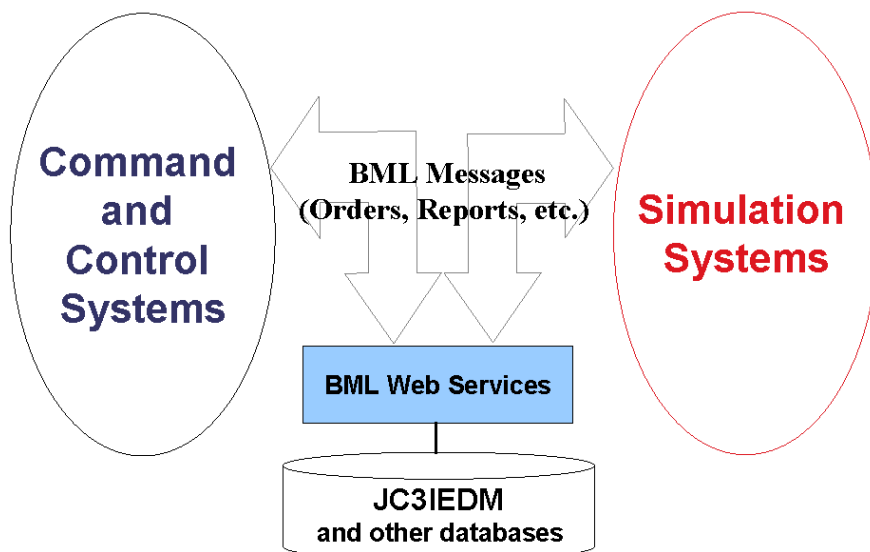 Command
and
Control
Systems
BML Messages
(Orders, Reports, etc.)
Simulation
Systems
BML Web Services
JC3IEDM
and other databases